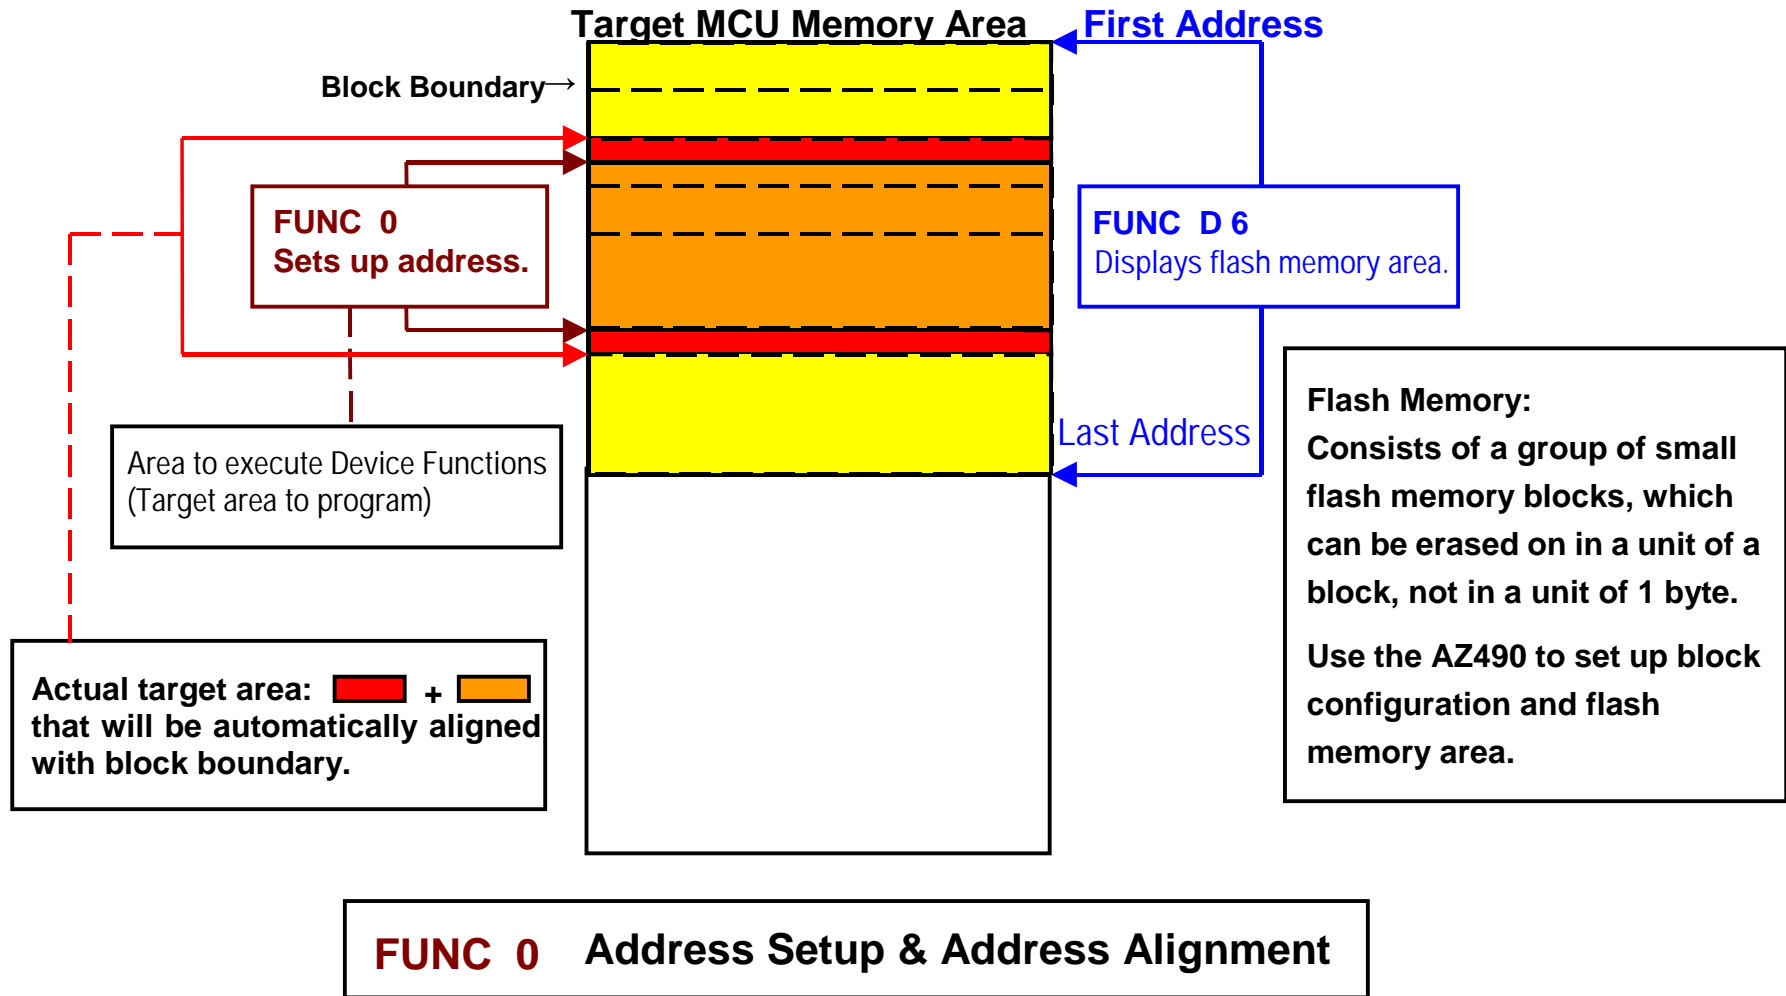 Target MCU Memory Area
First Address
Block Boundary→
FUNC 0
Sets up address.
FUNC D 6
Displays flash memory area.
Last Address
Area to execute Device Functions
(Target area to program)
Actual target area: +
that will be automatically aligned
with block boundary.
Flash Memory:
Consists of a group of small
flash memory blocks, which
can be erased on in a unit of a
block, not in a unit of 1 byte.
Use the AZ490 to set up block
configuration and flash
memory area.
FUNC 0 Address Setup & Address Alignment